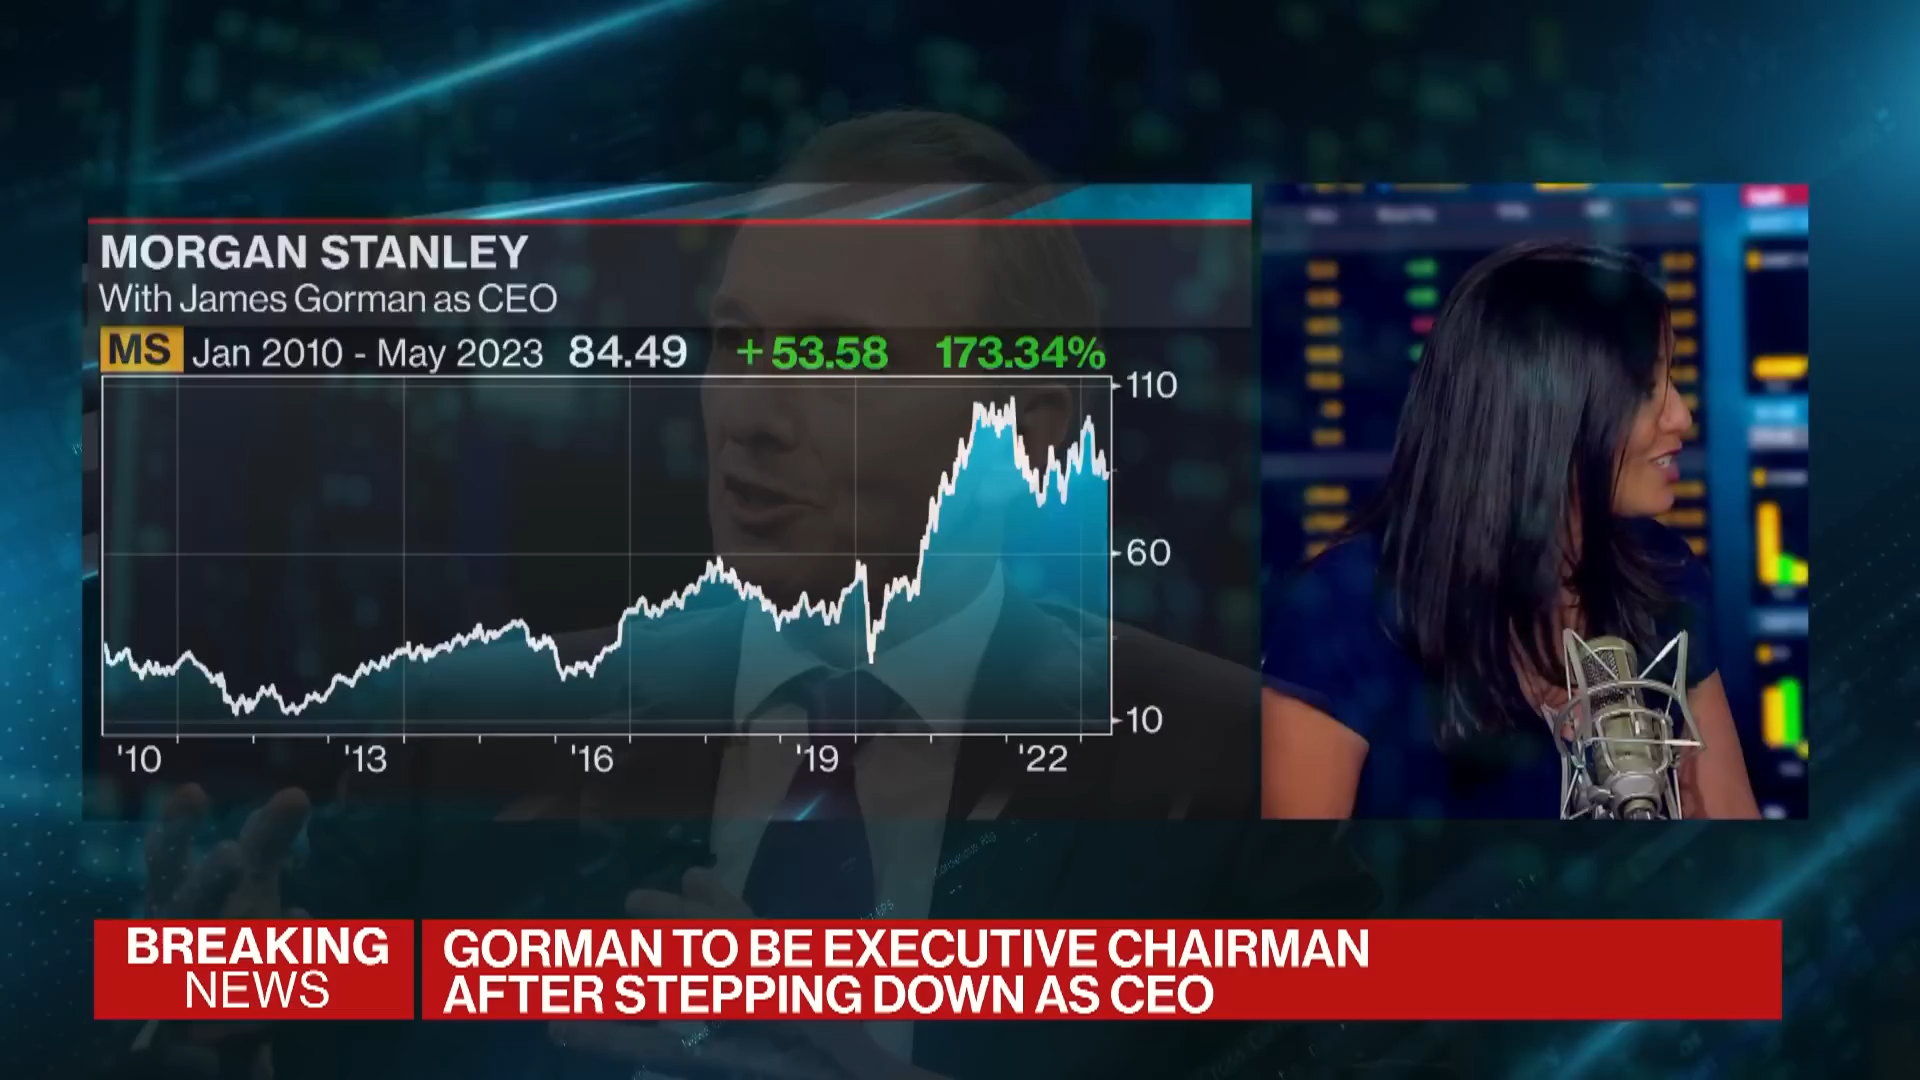 MORGAN STANLEY
With James Gorman as CEO
MS Jan 2010 - May 2023 84.49 +53.58 173.34%
110
60
10
'10 '13 '16 '19 '22
BREAKING
NEWS
GORMAN TO BE EXECUTIVE CHAIRMAN
AFTER STEPPING DOWN AS CEO